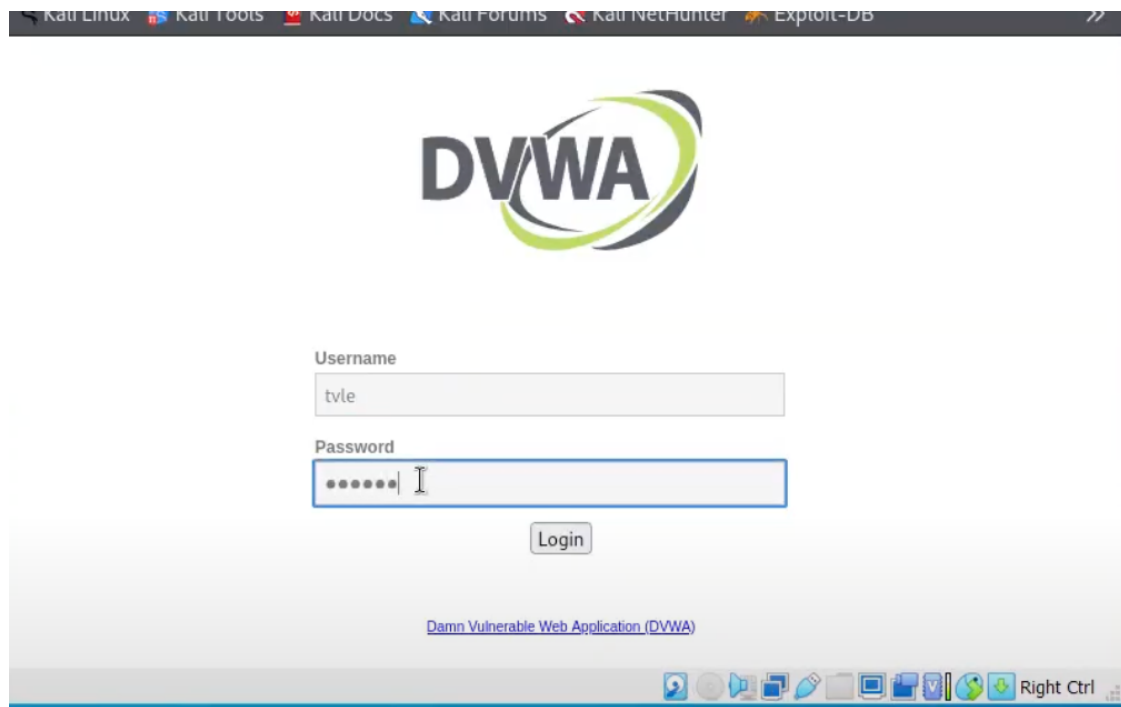 Kali Linux Kali Tools Kali Docs Kali Forums Kali NetHunter Exploit-DB »
DVWA
Username
tvle
Password
••••••
Login
Damn Vulnerable Web Application (DVWA)
Right Ctrl